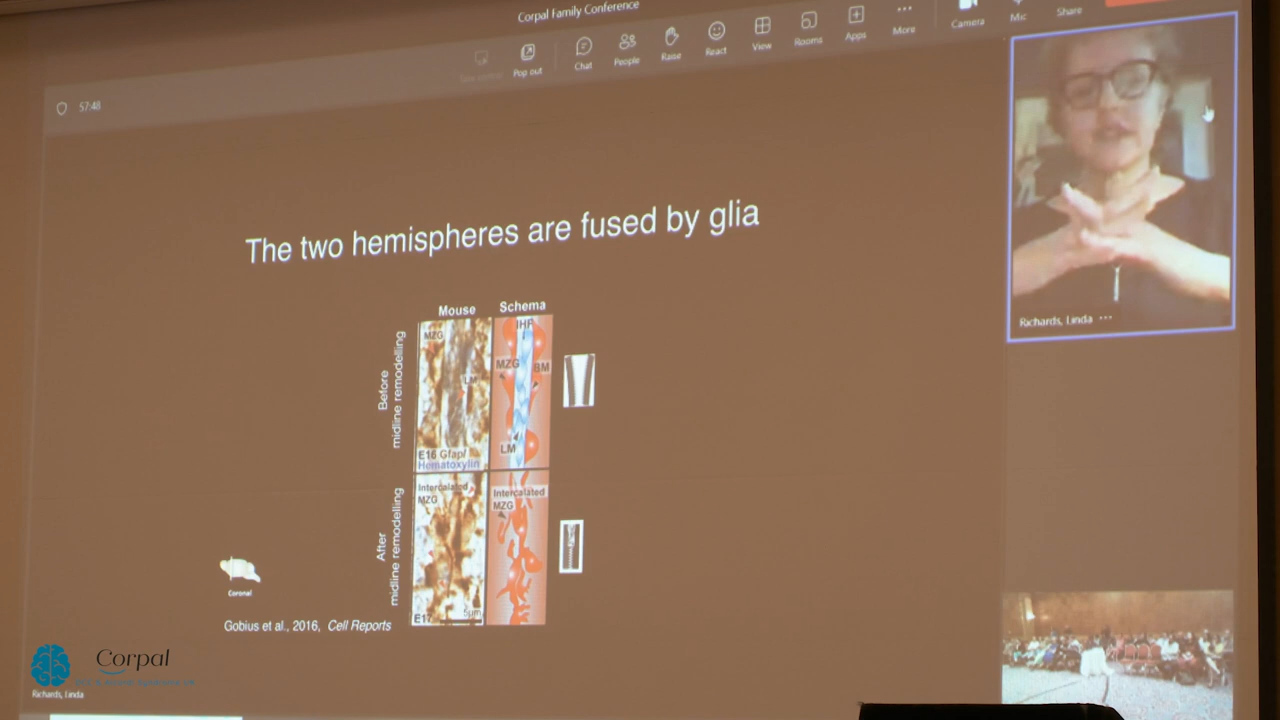 Corpal Family Conference
Pop out
Chat
People
Raise
React
View
Rooms
Apps
More
Camera
Mic
Share
57:48
The two hemispheres are fused by glia
Mouse
Schema
Before
midline remodelling
MZG
LM
E16 Gfap/
Hematoxylin
IHF
MZG
BM
LM
After
midline remodelling
Intercalated
MZG
E17
5µm
Intercalated
MZG
Coronal
Gobius et al., 2016, Cell Reports
Richards, Linda
Corpal
Richards, Linda